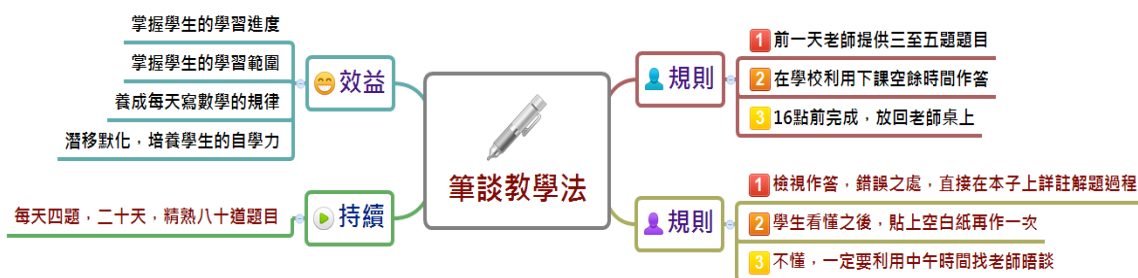 筆談教學法
規則
1 前一天老師提供三至五題題目
2 在學校利用下課空餘時間作答
3 16點前完成，放回老師桌上
規則
1 檢視作答，錯誤之處，直接在本子上詳註解題過程
2 學生看懂之後，貼上空白紙再作一次
3 不懂，一定要利用中午時間找老師晤談
持續
每天四題，二十天，精熟八十道題目
效益
掌握學生的學習進度
掌握學生的學習範圍
養成每天寫數學的規律
潛移默化，培養學生的自學力